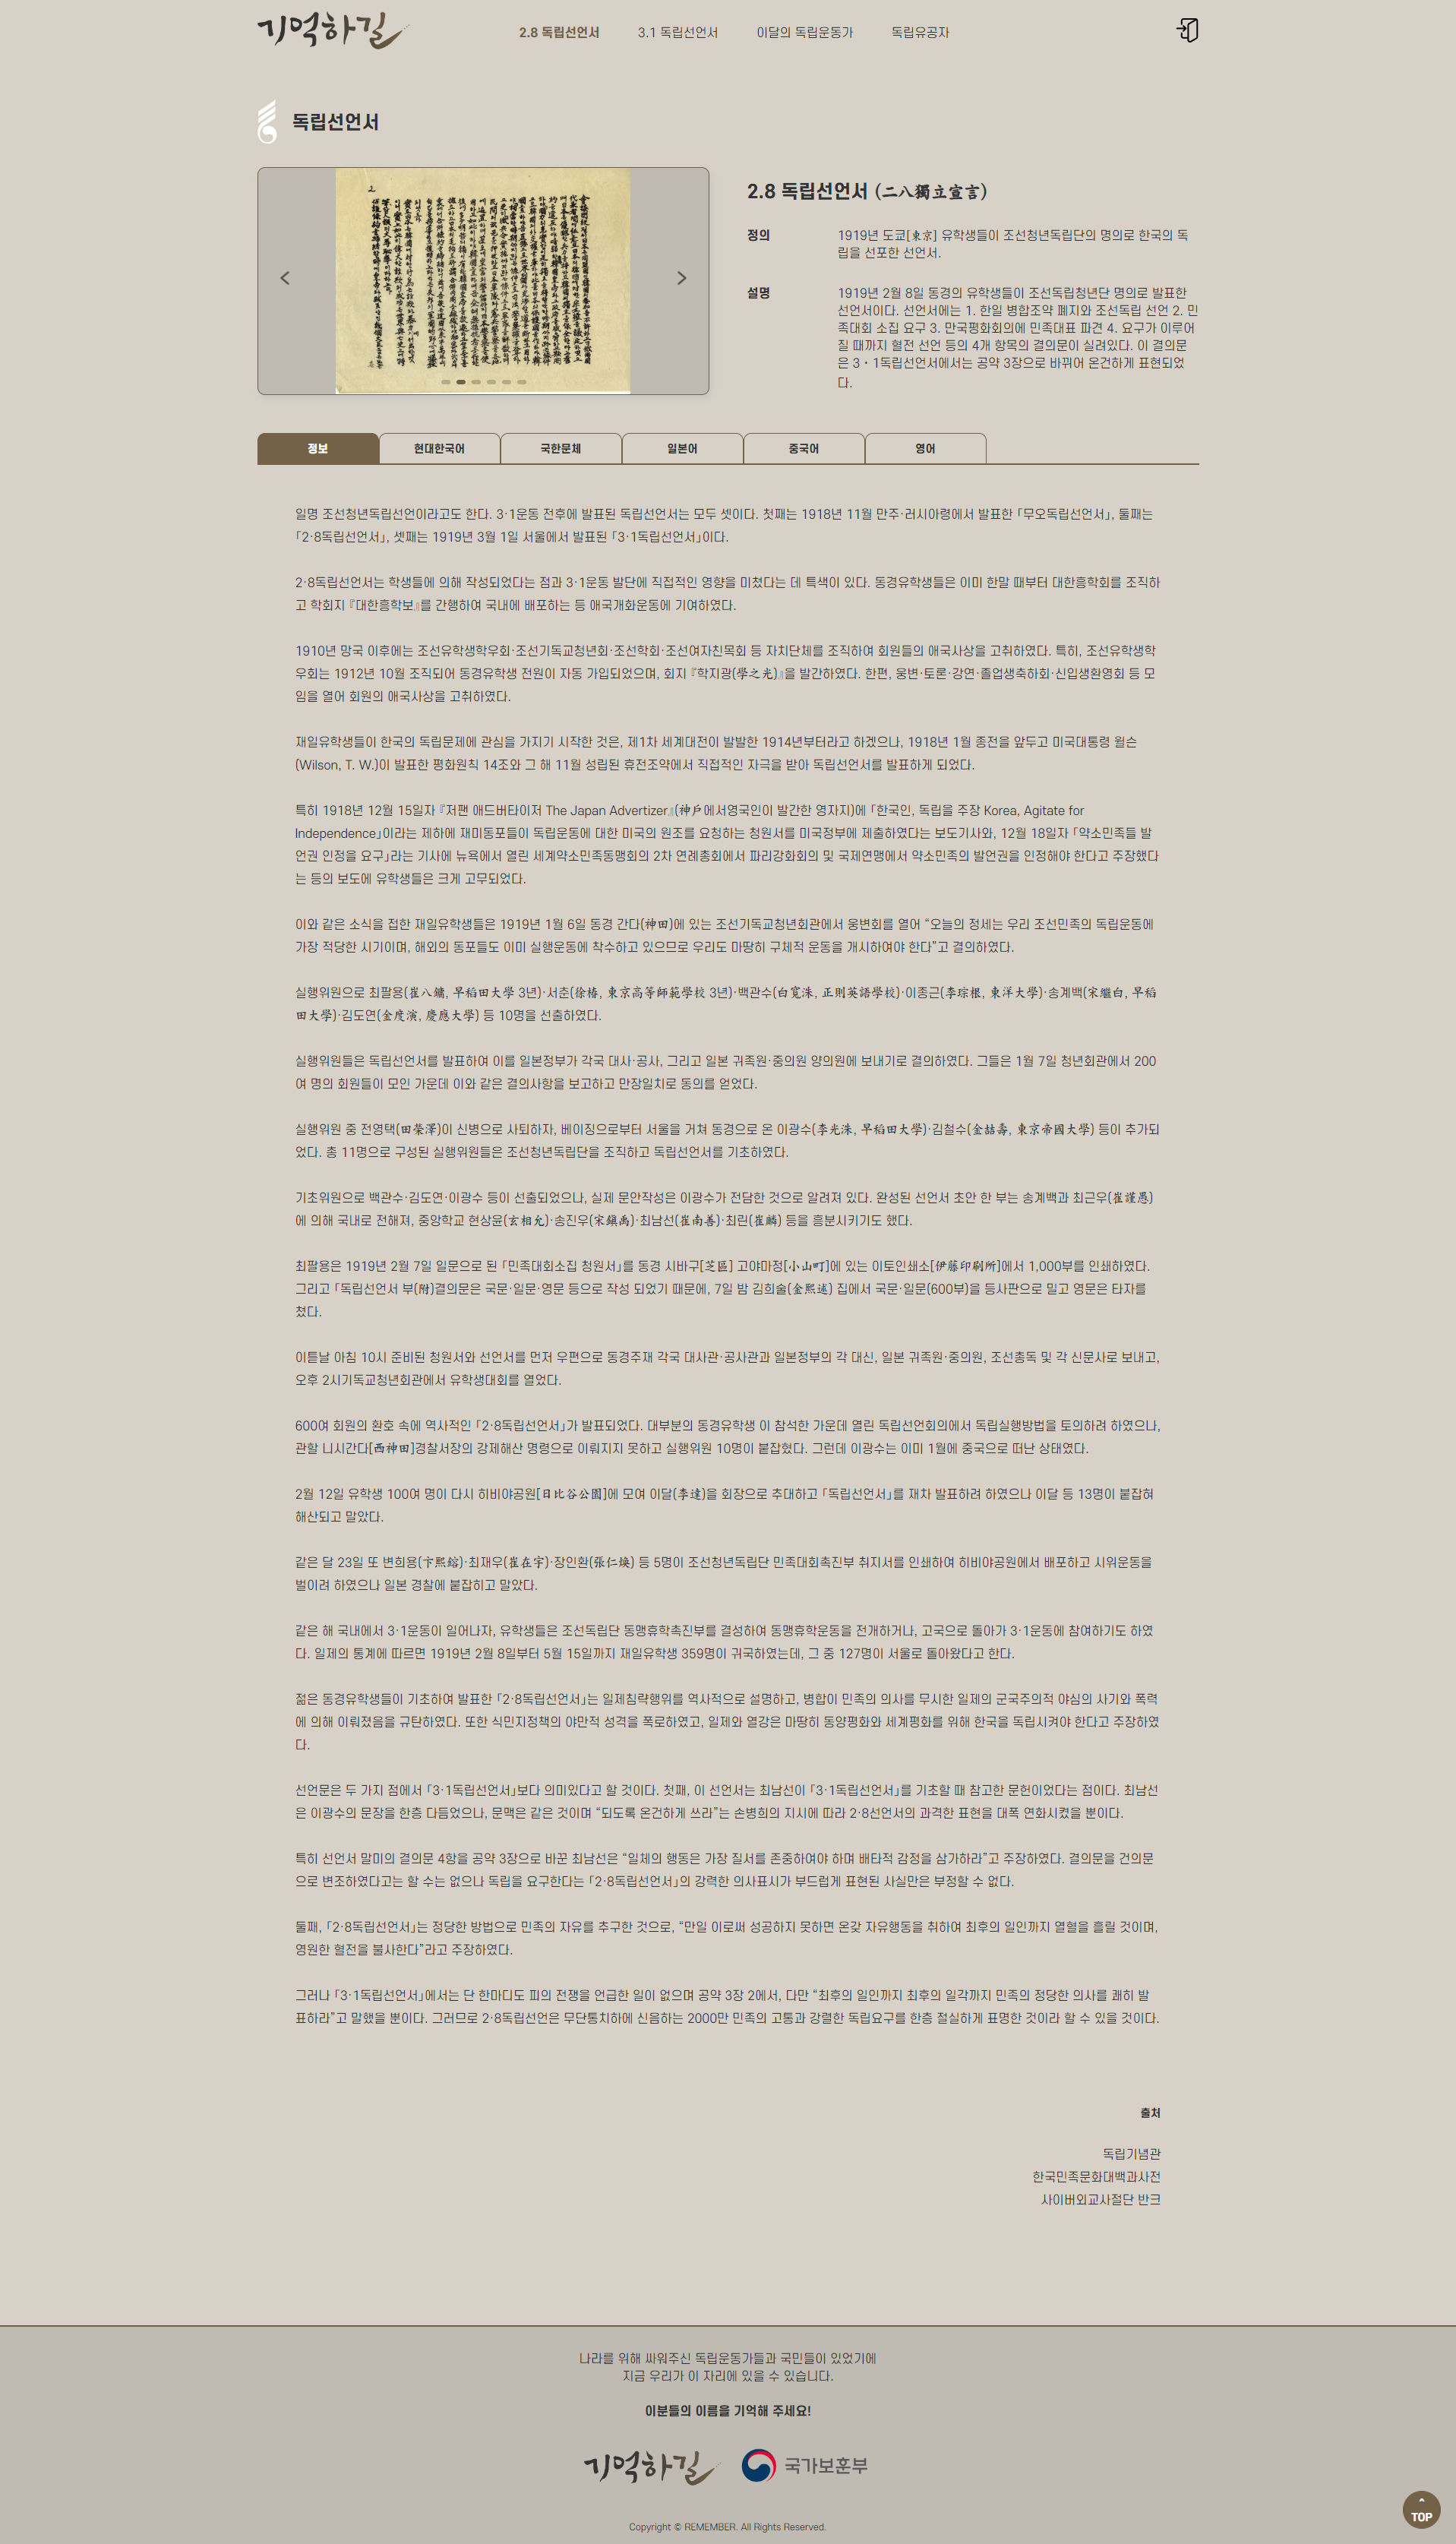 기억하길
2.8 독립선언서
3.1 독립선언서
이달의 독립운동가
독립유공자
독립선언서
2.8 독립선언서 (二八獨立宣言)
정의
1919년 도쿄[東京] 유학생들이 조선청년독립단의 명의로 한국의 독
립을 선포한 선언서.
설명
1919년 2월 8일 동경의 유학생들이 조선독립청년단 명의로 발표한
선언서이다. 선언서에는 1. 한일 병합조약 폐지와 조선독립 선언 2. 민
족대회 소집 요구 3. 만국평화회의에 민족대표 파견 4. 요구가 이루어
질 때까지 혈전 선언 등의 4개 항목의 결의문이 실려있다. 이 결의문
은 3・1독립선언서에서는 공약 3장으로 바뀌어 온건하게 표현되었
다.
정보
현대한국어
국한문체
일본어
중국어
영어
일명 조선청년독립선언이라고도 한다. 3·1운동 전후에 발표된 독립선언서는 모두 셋이다. 첫째는 1918년 11월 만주·러시아령에서 발표한 「무오독립선언서」, 둘째는
「2·8독립선언서」, 셋째는 1919년 3월 1일 서울에서 발표된 「3·1독립선언서」이다.
2·8독립선언서는 학생들에 의해 작성되었다는 점과 3·1운동 발단에 직접적인 영향을 미쳤다는 데 특색이 있다. 동경유학생들은 이미 한말 때부터 대한흥학회를 조직하
고 학회지 『대한흥학보』를 간행하여 국내에 배포하는 등 애국개화운동에 기여하였다.
1910년 망국 이후에는 조선유학생학우회·조선기독교청년회·조선학회·조선여자친목회 등 자치단체를 조직하여 회원들의 애국사상을 고취하였다. 특히, 조선유학생학
우회는 1912년 10월 조직되어 동경유학생 전원이 자동 가입되었으며, 회지 『학지광(學之光)』을 발간하였다. 한편, 웅변·토론·강연·졸업생축하회·신입생환영회 등 모
임을 열어 회원의 애국사상을 고취하였다.
재일유학생들이 한국의 독립문제에 관심을 가지기 시작한 것은, 제1차 세계대전이 발발한 1914년부터라고 하겠으나, 1918년 1월 종전을 앞두고 미국대통령 윌슨
(Wilson, T. W.)이 발표한 평화원칙 14조와 그 해 11월 성립된 휴전조약에서 직접적인 자극을 받아 독립선언서를 발표하게 되었다.
특히 1918년 12월 15일자 『저팬 애드버타이저 The Japan Advertizer』(神戶에서영국인이 발간한 영자지)에 「한국인, 독립을 주장 Korea, Agitate for
Independence」이라는 제하에 재미동포들이 독립운동에 대한 미국의 원조를 요청하는 청원서를 미국정부에 제출하였다는 보도기사와, 12월 18일자 「약소민족들 발
언권 인정을 요구」라는 기사에 뉴욕에서 열린 세계약소민족동맹회의 2차 연례총회에서 파리강화회의 및 국제연맹에서 약소민족의 발언권을 인정해야 한다고 주장했다
는 등의 보도에 유학생들은 크게 고무되었다.
이와 같은 소식을 접한 재일유학생들은 1919년 1월 6일 동경 간다(神田)에 있는 조선기독교청년회관에서 웅변회를 열어 “오늘의 정세는 우리 조선민족의 독립운동에
가장 적당한 시기이며, 해외의 동포들도 이미 실행운동에 착수하고 있으므로 우리도 마땅히 구체적 운동을 개시하여야 한다”고 결의하였다.
실행위원으로 최팔용(崔八鏞, 早稻田大學 3년)·서춘(徐椿, 東京高等師範學校 3년)·백관수(白寬洙, 正則英語學校)·이종근(李琮根, 東洋大學)·송계백(宋繼白, 早稻
田大學)·김도연(金度演, 慶應大學) 등 10명을 선출하였다.
실행위원들은 독립선언서를 발표하여 이를 일본정부가 각국 대사·공사, 그리고 일본 귀족원·중의원 양의원에 보내기로 결의하였다. 그들은 1월 7일 청년회관에서 200
여 명의 회원들이 모인 가운데 이와 같은 결의사항을 보고하고 만장일치로 동의를 얻었다.
실행위원 중 전영택(田榮澤)이 신병으로 사퇴하자, 베이징으로부터 서울을 거쳐 동경으로 온 이광수(李光洙, 早稻田大學)·김철수(金喆壽, 東京帝國大學) 등이 추가되
었다. 총 11명으로 구성된 실행위원들은 조선청년독립단을 조직하고 독립선언서를 기초하였다.
기초위원으로 백관수·김도연·이광수 등이 선출되었으나, 실제 문안작성은 이광수가 전담한 것으로 알려져 있다. 완성된 선언서 초안 한 부는 송계백과 최근우(崔謹愚)
에 의해 국내로 전해져, 중앙학교 현상윤(玄相允)·송진우(宋鎭禹)·최남선(崔南善)·최린(崔麟) 등을 흥분시키기도 했다.
최팔용은 1919년 2월 7일 일문으로 된 「민족대회소집 청원서」를 동경 시바구[芝區] 고야마정[小山町]에 있는 이토인쇄소[伊藤印刷所]에서 1,000부를 인쇄하였다.
그리고 「독립선언서 부(附)결의문은 국문·일문·영문 등으로 작성 되었기 때문에, 7일 밤 김희술(金熙述) 집에서 국문·일문(600부)을 등사판으로 밀고 영문은 타자를
쳤다.
이튿날 아침 10시 준비된 청원서와 선언서를 먼저 우편으로 동경주재 각국 대사관·공사관과 일본정부의 각 대신, 일본 귀족원·중의원, 조선총독 및 각 신문사로 보내고,
오후 2시기독교청년회관에서 유학생대회를 열었다.
600여 회원의 환호 속에 역사적인 「2·8독립선언서」가 발표되었다. 대부분의 동경유학생 이 참석한 가운데 열린 독립선언회의에서 독립실행방법을 토의하려 하였으나,
관할 니시간다[西神田]경찰서장의 강제해산 명령으로 이뤄지지 못하고 실행위원 10명이 붙잡혔다. 그런데 이광수는 이미 1월에 중국으로 떠난 상태였다.
2월 12일 유학생 100여 명이 다시 히비야공원[日比谷公園]에 모여 이달(李達)을 회장으로 추대하고 「독립선언서」를 재차 발표하려 하였으나 이달 등 13명이 붙잡혀
해산되고 말았다.
같은 달 23일 또 변희용(卞熙鎔)·최재우(崔在宇)·장인환(張仁煥) 등 5명이 조선청년독립단 민족대회촉진부 취지서를 인쇄하여 히비야공원에서 배포하고 시위운동을
벌이려 하였으나 일본 경찰에 붙잡히고 말았다.
같은 해 국내에서 3·1운동이 일어나자, 유학생들은 조선독립단 동맹휴학촉진부를 결성하여 동맹휴학운동을 전개하거나, 고국으로 돌아가 3·1운동에 참여하기도 하였
다. 일제의 통계에 따르면 1919년 2월 8일부터 5월 15일까지 재일유학생 359명이 귀국하였는데, 그 중 127명이 서울로 돌아왔다고 한다.
젊은 동경유학생들이 기초하여 발표한 「2·8독립선언서」는 일제침략행위를 역사적으로 설명하고, 병합이 민족의 의사를 무시한 일제의 군국주의적 야심의 사기와 폭력
에 의해 이뤄졌음을 규탄하였다. 또한 식민지정책의 야만적 성격을 폭로하였고, 일제와 열강은 마땅히 동양평화와 세계평화를 위해 한국을 독립시켜야 한다고 주장하였
다.
선언문은 두 가지 점에서 「3·1독립선언서」보다 의미있다고 할 것이다. 첫째, 이 선언서는 최남선이 「3·1독립선언서」를 기초할 때 참고한 문헌이었다는 점이다. 최남선
은 이광수의 문장을 한층 다듬었으나, 문맥은 같은 것이며 “되도록 온건하게 쓰라”는 손병희의 지시에 따라 2·8선언서의 과격한 표현을 대폭 연화시켰을 뿐이다.
특히 선언서 말미의 결의문 4항을 공약 3장으로 바꾼 최남선은 “일체의 행동은 가장 질서를 존중하여야 하며 배타적 감정을 삼가하라”고 주장하였다. 결의문을 건의문
으로 변조하였다고는 할 수는 없으나 독립을 요구한다는 「2·8독립선언서」의 강력한 의사표시가 부드럽게 표현된 사실만은 부정할 수 없다.
둘째, 「2·8독립선언서」는 정당한 방법으로 민족의 자유를 추구한 것으로, “만일 이로써 성공하지 못하면 온갖 자유행동을 취하여 최후의 일인까지 열혈을 흘릴 것이며,
영원한 혈전을 불사한다”라고 주장하였다.
그러나 「3·1독립선언서」에서는 단 한마디도 피의 전쟁을 언급한 일이 없으며 공약 3장 2에서, 다만 “최후의 일인까지 최후의 일각까지 민족의 정당한 의사를 쾌히 발
표하라”고 말했을 뿐이다. 그러므로 2·8독립선언은 무단통치하에 신음하는 2000만 민족의 고통과 강렬한 독립요구를 한층 절실하게 표명한 것이라 할 수 있을 것이다.
출처
독립기념관
한국민족문화대백과사전
사이버외교사절단 반크
나라를 위해 싸워주신 독립운동가들과 국민들이 있었기에
지금 우리가 이 자리에 있을 수 있습니다.
이분들의 이름을 기억해 주세요!
기억하길
국가보훈부
TOP
Copyright © REMEMBER. All Rights Reserved.